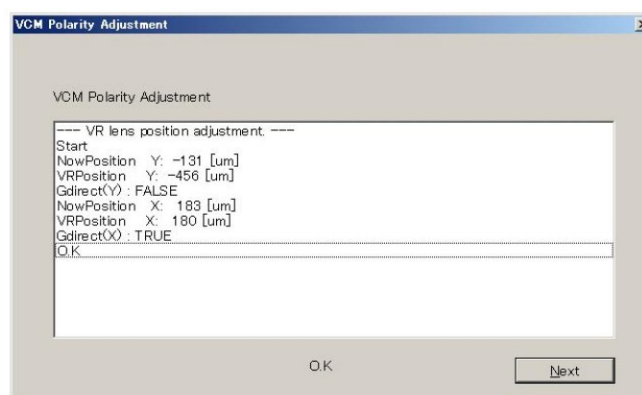 VCM Polarity Adjustment
VCM Polarity Adjustment
--- VR lens position adjustment. ---
Start
NowPosition Y: -131 [um]
VRPosition Y: -456 [um]
Gdirect(Y) : FALSE
NowPosition X: 183 [um]
VRPosition X: 180 [um]
Gdirect(X) : TRUE
O.K
O.K
Next